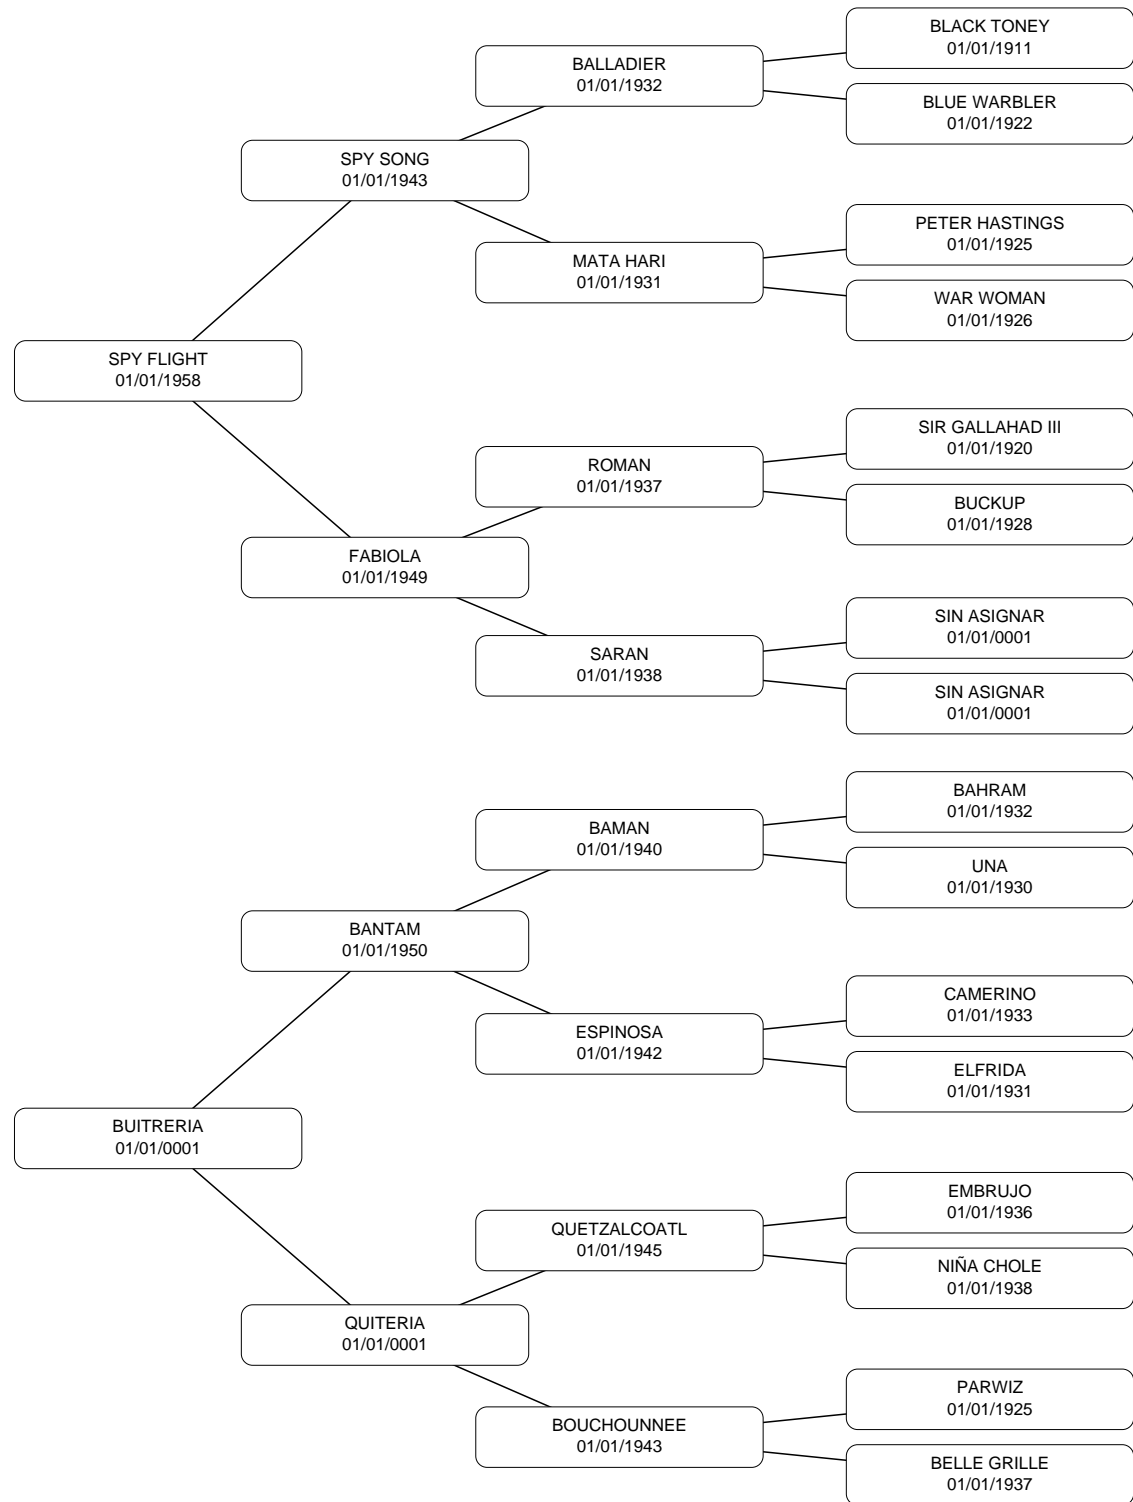 BLACK TONEY
01/01/1911
BALLADIER
01/01/1932
BLUE WARBLER
01/01/1922
SPY SONG
01/01/1943
PETER HASTINGS
01/01/1925
MATA HARI
01/01/1931
WAR WOMAN
01/01/1926
SPY FLIGHT
01/01/1958
SIR GALLAHAD III
01/01/1920
ROMAN
01/01/1937
BUCKUP
01/01/1928
FABIOLA
01/01/1949
SIN ASIGNAR
01/01/0001
SARAN
01/01/1938
SIN ASIGNAR
01/01/0001
BAHRAM
01/01/1932
BAMAN
01/01/1940
UNA
01/01/1930
BANTAM
01/01/1950
CAMERINO
01/01/1933
ESPINOSA
01/01/1942
ELFRIDA
01/01/1931
BUITRERIA
01/01/0001
EMBRUJO
01/01/1936
QUETZALCOATL
01/01/1945
NIÑA CHOLE
01/01/1938
QUITERIA
01/01/0001
PARWIZ
01/01/1925
BOUCHOUNNEE
01/01/1943
BELLE GRILLE
01/01/1937